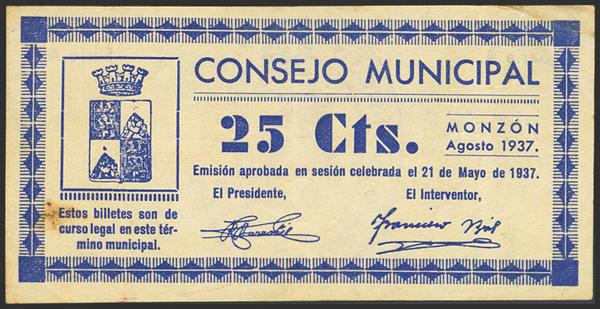 CONSEJO MUNICIPAL
25 Cts.
MONZÓN
Agosto 1937.
Emisión aprobada en sesión celebrada el 21 de Mayo de 1937.
El Presidente,
El Interventor,
Francisco
Estos billetes son de
curso legal en este tér-
mino municipal.